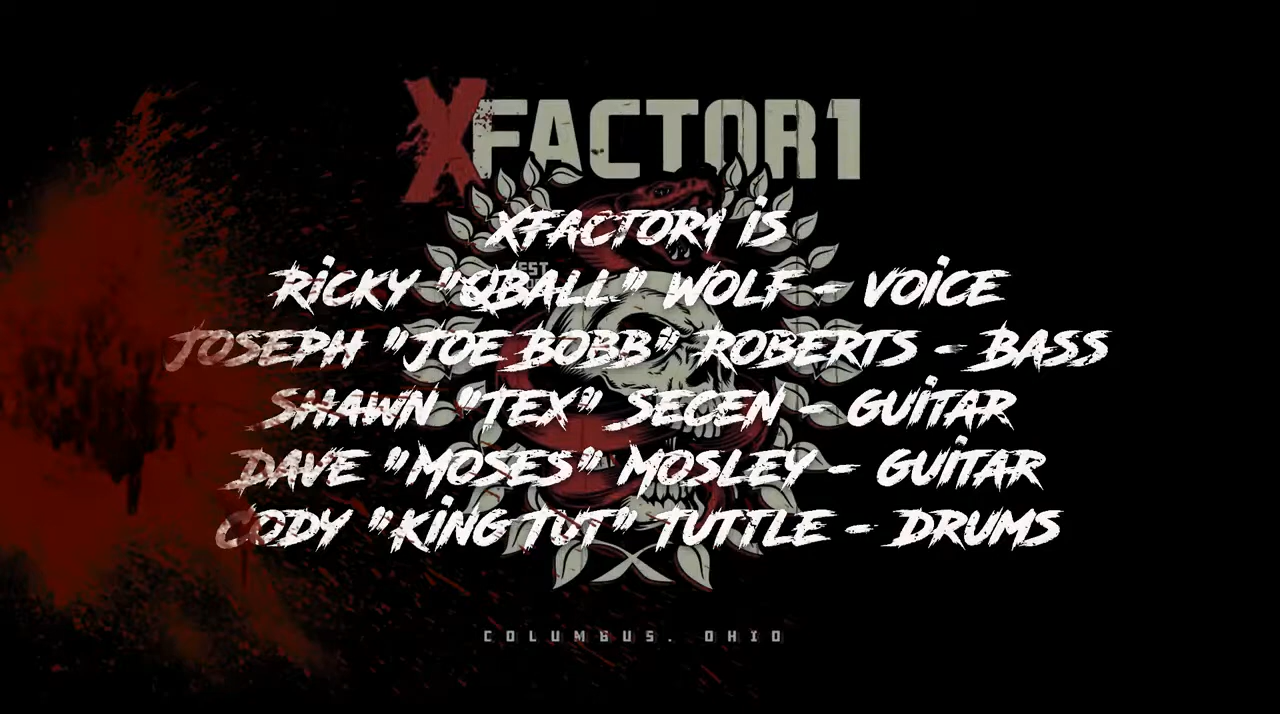 XFACTOR1
XFACTOR1 IS
RICKY "QBALL" WOLF - VOICE
JOSEPH "JOE BOBB" ROBERTS - BASS
SHAWN "TEX" SECEN - GUITAR
DAVE "MOSES" MOSLEY - GUITAR
CODY "KING TUT" TUTTLE - DRUMS
COLUMBUS. OHIO